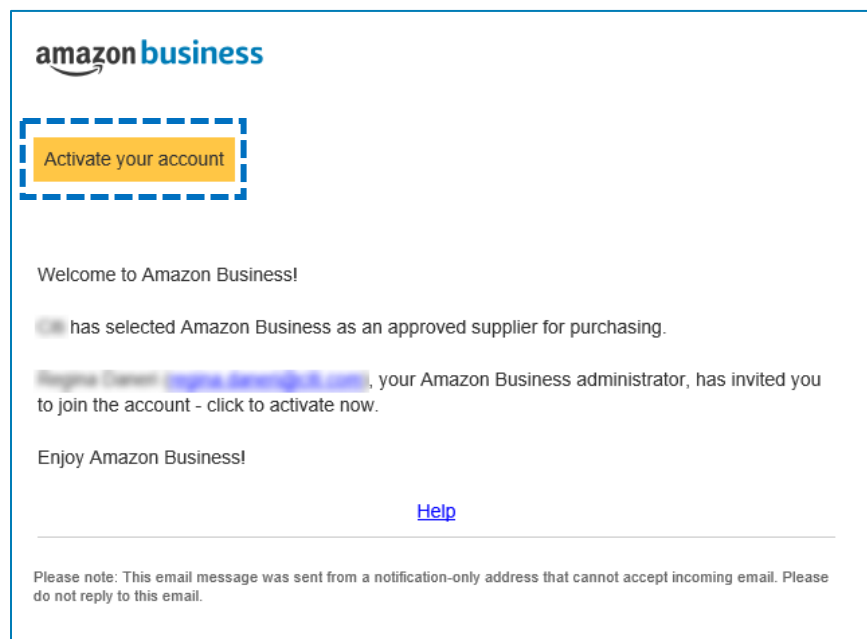 amazon business
Activate your account
Welcome to Amazon Business!
has selected Amazon Business as an approved supplier for purchasing.
, your Amazon Business administrator, has invited you
to join the account - click to activate now.
Enjoy Amazon Business!
Help
Please note: This email message was sent from a notification-only address that cannot accept incoming email. Please
do not reply to this email.